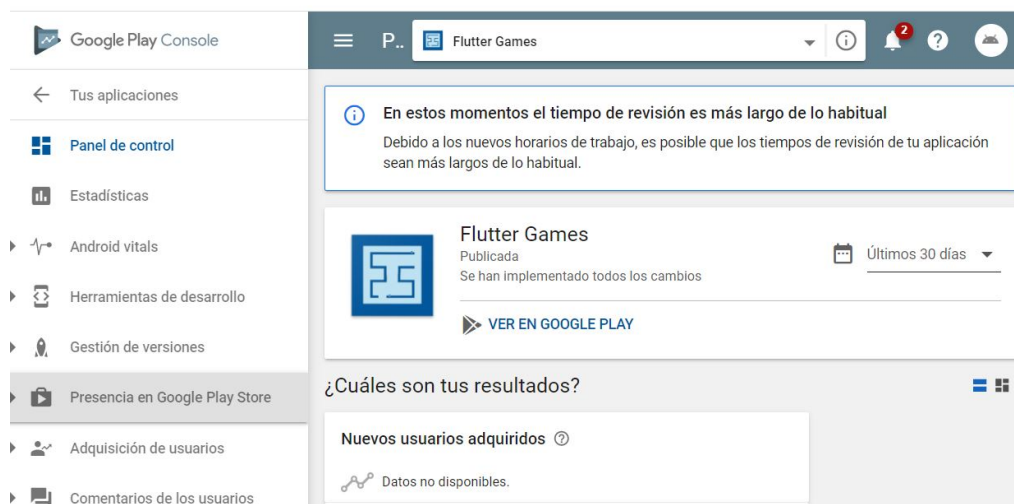 Google Play Console
P.. Flutter Games
2
Tus aplicaciones
Panel de control
Estadísticas
Android vitals
Herramientas de desarrollo
Gestión de versiones
Presencia en Google Play Store
Adquisición de usuarios
Comentarios de los usuarios
En estos momentos el tiempo de revisión es más largo de lo habitual
Debido a los nuevos horarios de trabajo, es posible que los tiempos de revisión de tu aplicación
sean más largos de lo habitual.
Flutter Games
Publicada
Se han implementado todos los cambios
Últimos 30 días
VER EN GOOGLE PLAY
¿Cuáles son tus resultados?
Nuevos usuarios adquiridos
Datos no disponibles.